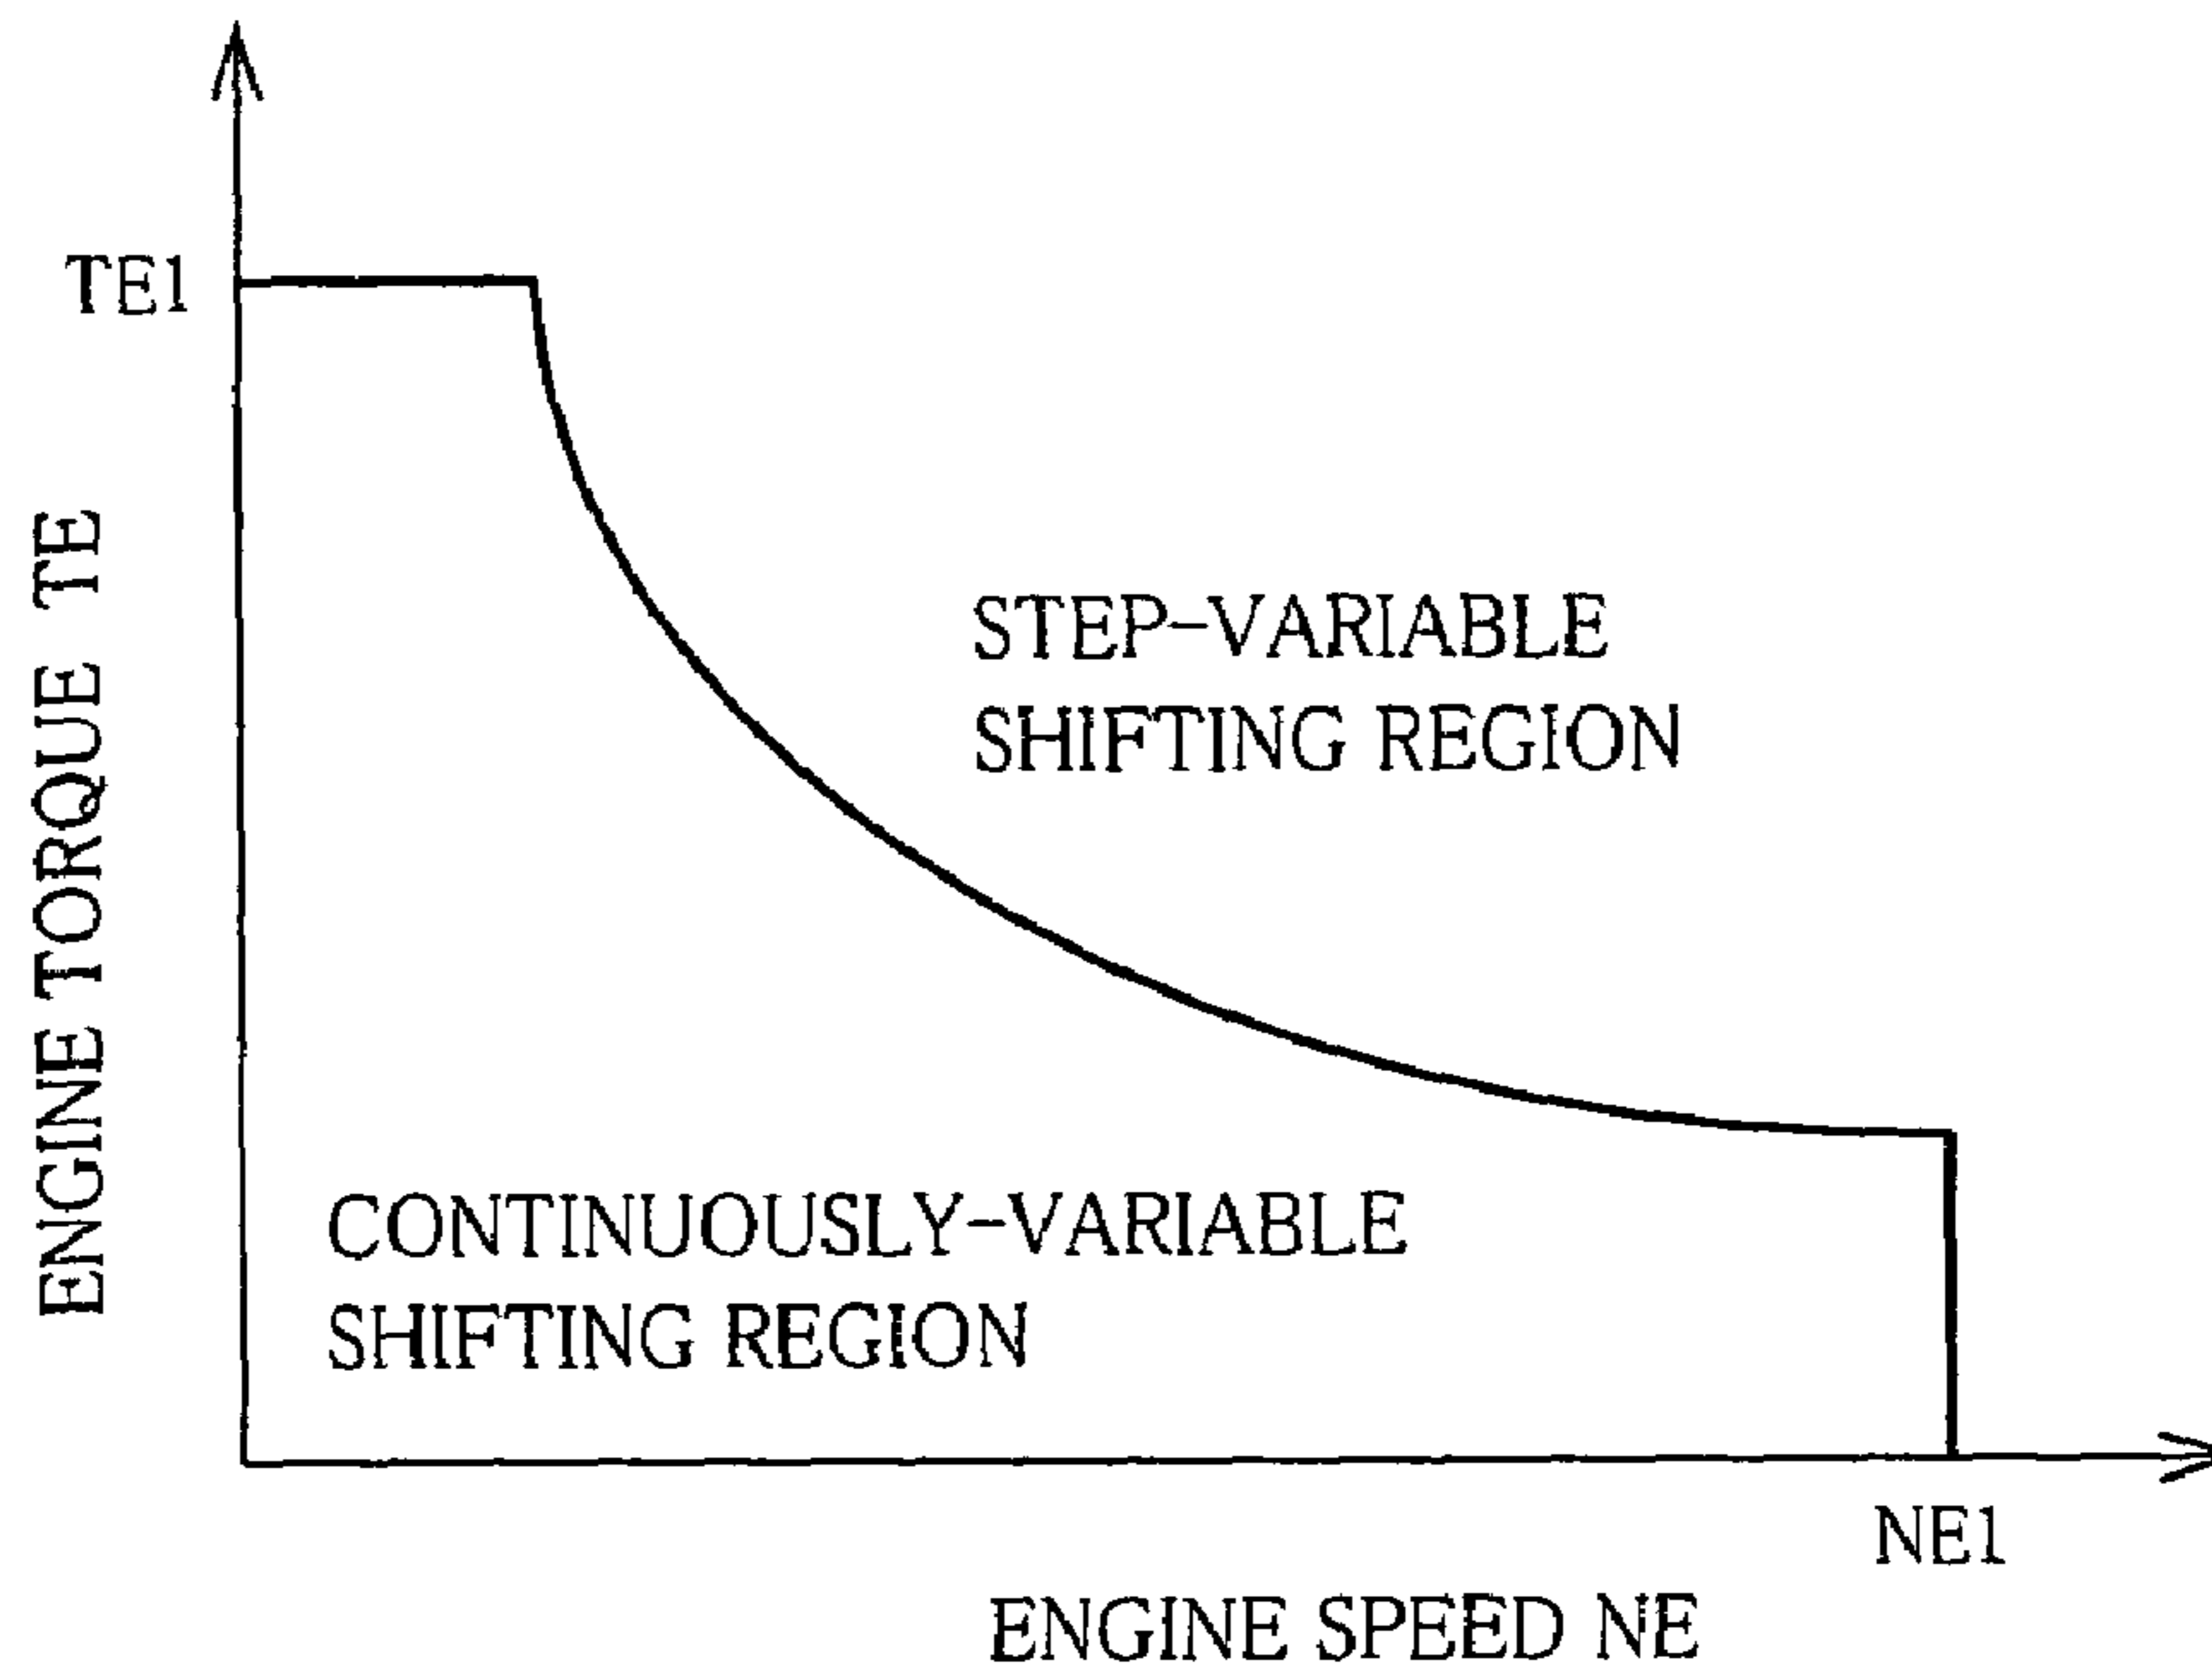 TE1
ENGINE TORQUE TE
STEP-VARIABLE
SHIFTING REGION
CONTINUOUSLY-VARIABLE
SHIFTING REGION
NE1
ENGINE SPEED NE